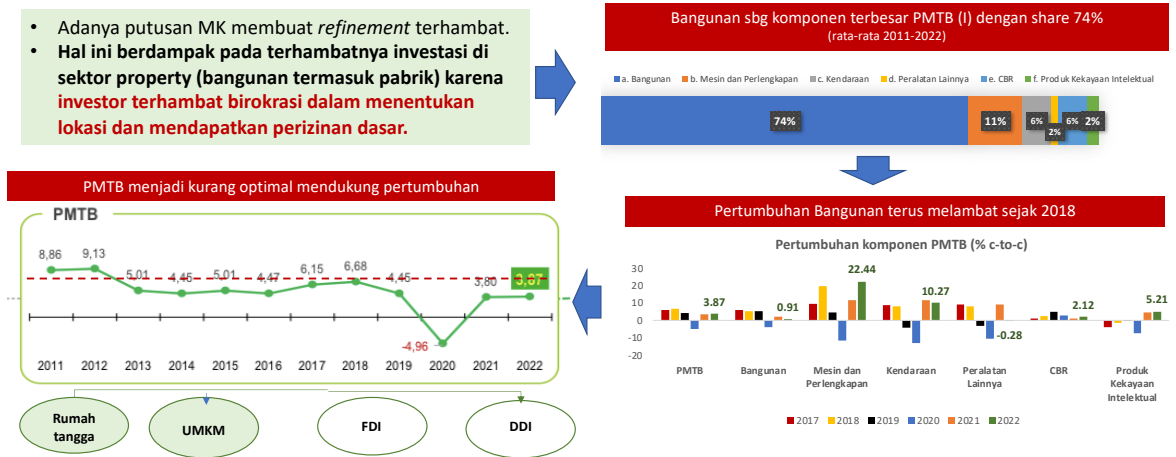 • Adanya putusan MK membuat refinement terhambat.
• Hal ini berdampak pada terhambatnya investasi di
sektor property (bangunan termasuk pabrik) karena
investor terhambat birokrasi dalam menentukan
lokasi dan mendapatkan perizinan dasar.
Bangunan sbg komponen terbesar PMTB (I) dengan share 74%
(rata-rata 2011-2022)
a. Bangunan b. Mesin dan Perlengkapan c. Kendaraan d. Peralatan Lainnya e. CBR f. Produk Kekayaan Intelektual
74% 11% 6% 2% 6% 2%
PMTB menjadi kurang optimal mendukung pertumbuhan
PMTB
8,86 9,13 5,01 4,45 5,01 4,47 6,15 6,68 4,45 -4,96 3,80 3,87
2011 2012 2013 2014 2015 2016 2017 2018 2019 2020 2021 2022
Rumah
tangga
UMKM
FDI
DDI
Pertumbuhan Bangunan terus melambat sejak 2018
Pertumbuhan komponen PMTB (% c-to-c)
30
20
10
0
-10
-20
3.87 0.91 22.44 10.27 -0.28 2.12 5.21
PMTB Bangunan Mesin dan Perlengkapan Kendaraan Peralatan Lainnya CBR Produk Kekayaan Intelektual
2017 2018 2019 2020 2021 2022